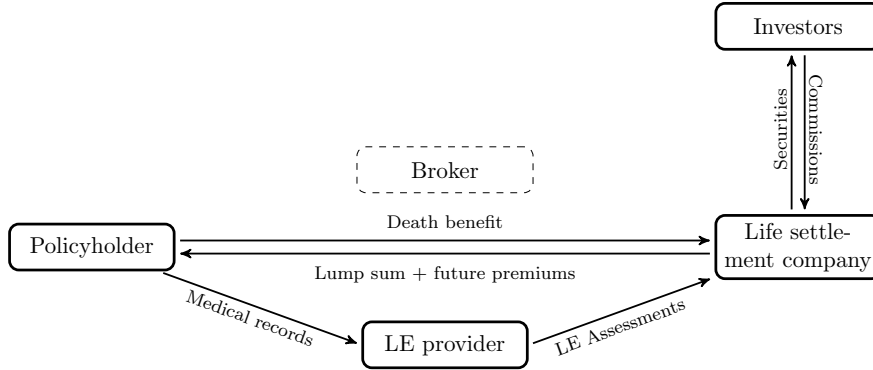 Investors
Securities
Commissions
Broker
Death benefit
Policyholder
Life settle-
ment company
Lump sum + future premiums
Medical records
LE provider
LE Assessments